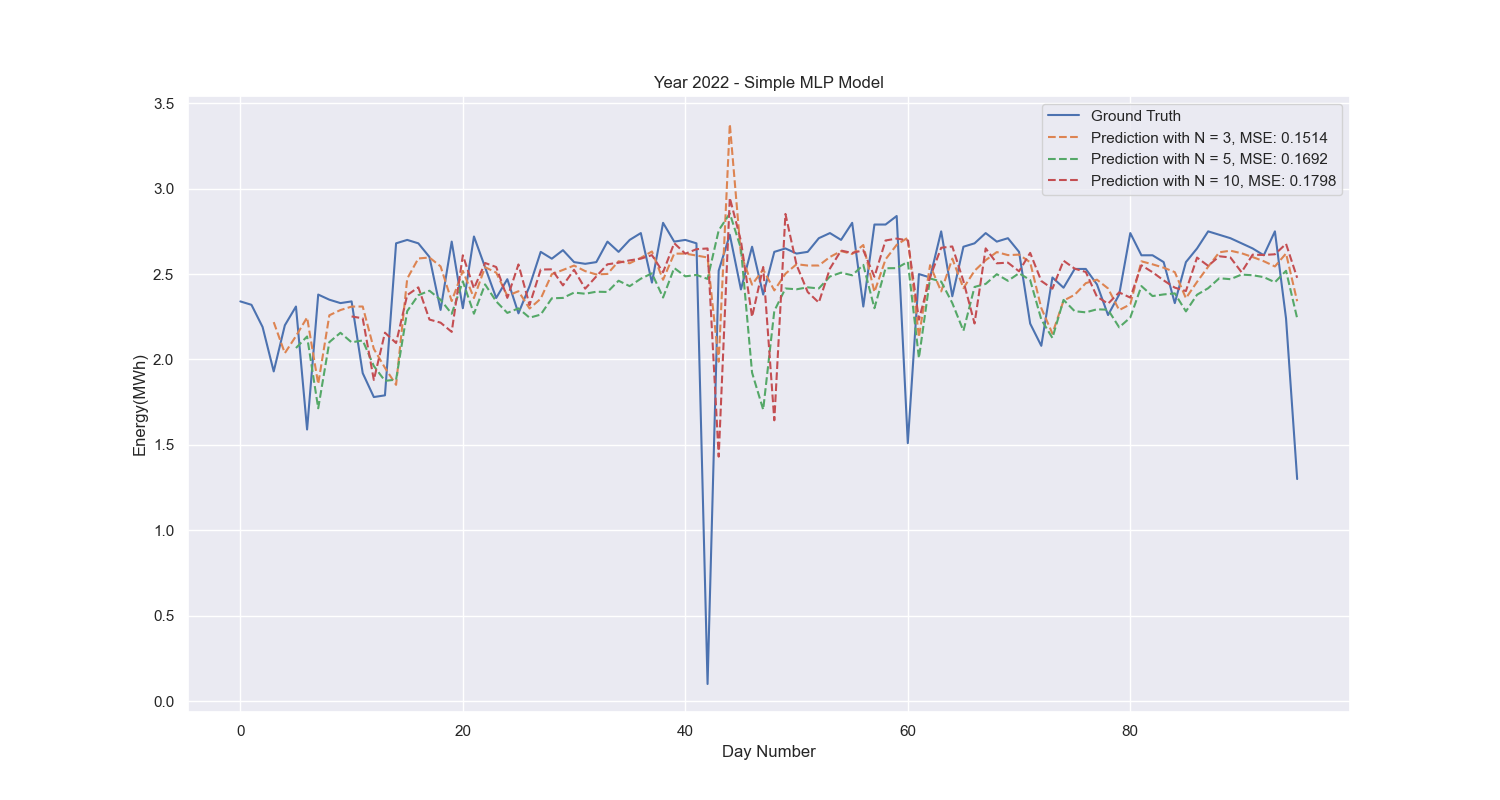 Year 2022 - Simple MLP Model
3.5
3.0
2.5
2.0
1.5
1.0
0.5
0.0
Energy(MWh)
Ground Truth
Prediction with N = 3, MSE: 0.1514
Prediction with N = 5, MSE: 0.1692
Prediction with N = 10, MSE: 0.1798
0 20 40 60 80
Day Number